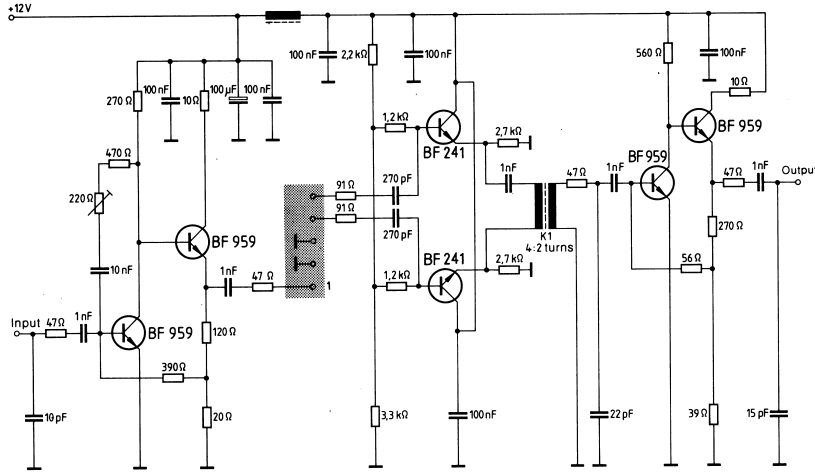 +12V
100 nF
2,2 kΩ
100 nF
560 Ω
100 nF
10 Ω
270 Ω
100 nF
10 Ω
100 µF
100 nF
1,2 kΩ
BF 241
2,7 kΩ
BF 959
470 Ω
220 Ω
91 Ω
91 Ω
270 pF
270 pF
1nF
47 Ω
1nF
BF 959
47 Ω
1nF
Output
BF 959
K1
4:2 turns
270 Ω
10 nF
1nF
47 Ω
1
1,2 kΩ
BF 241
2,7 kΩ
56 Ω
Input
47 Ω
1nF
BF 959
120 Ω
390 Ω
10 pF
20 Ω
3,3 kΩ
100 nF
22 pF
39 Ω
15 pF